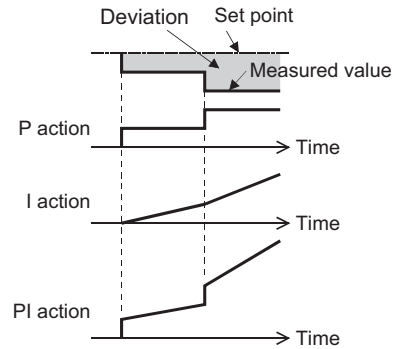 Deviation
Set point
Measured value
P action
Time
I action
Time
PI action
Time